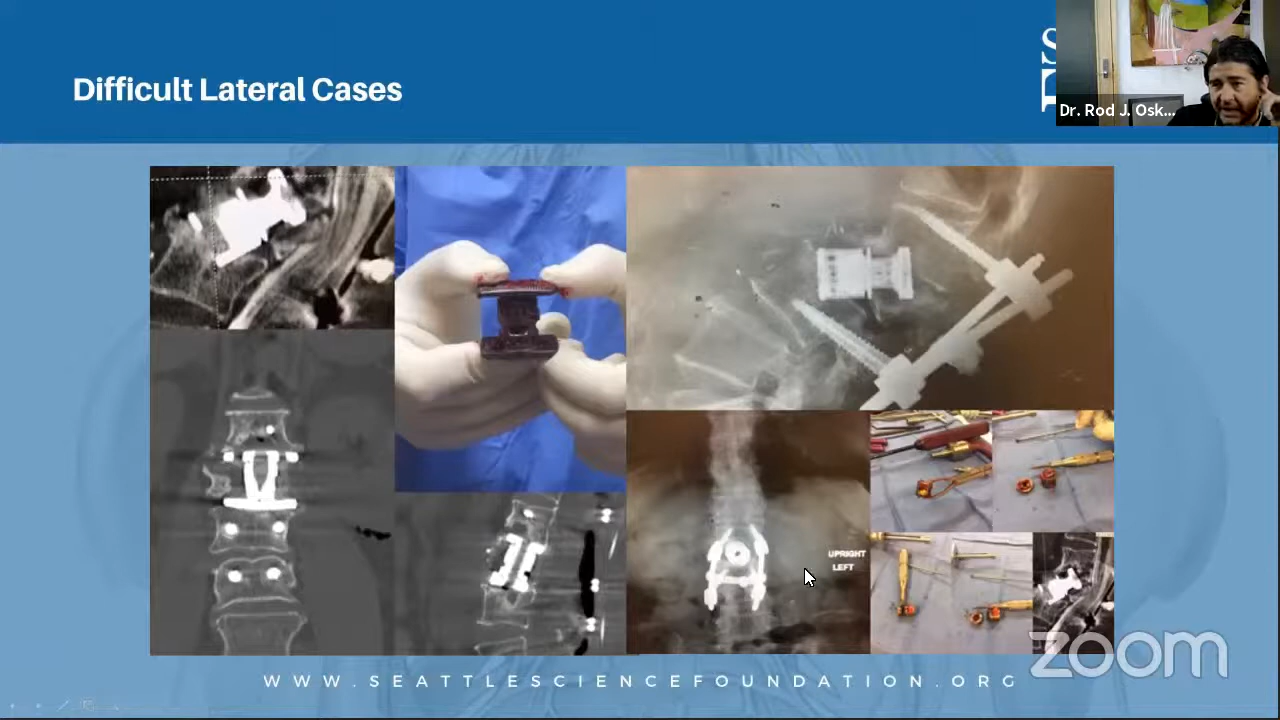 Difficult Lateral Cases
Dr. Rod J. Osk...
UPRIGHT
LEFT
WWW.SEATTLESCIENCEFOUNDATION.ORG
zoom